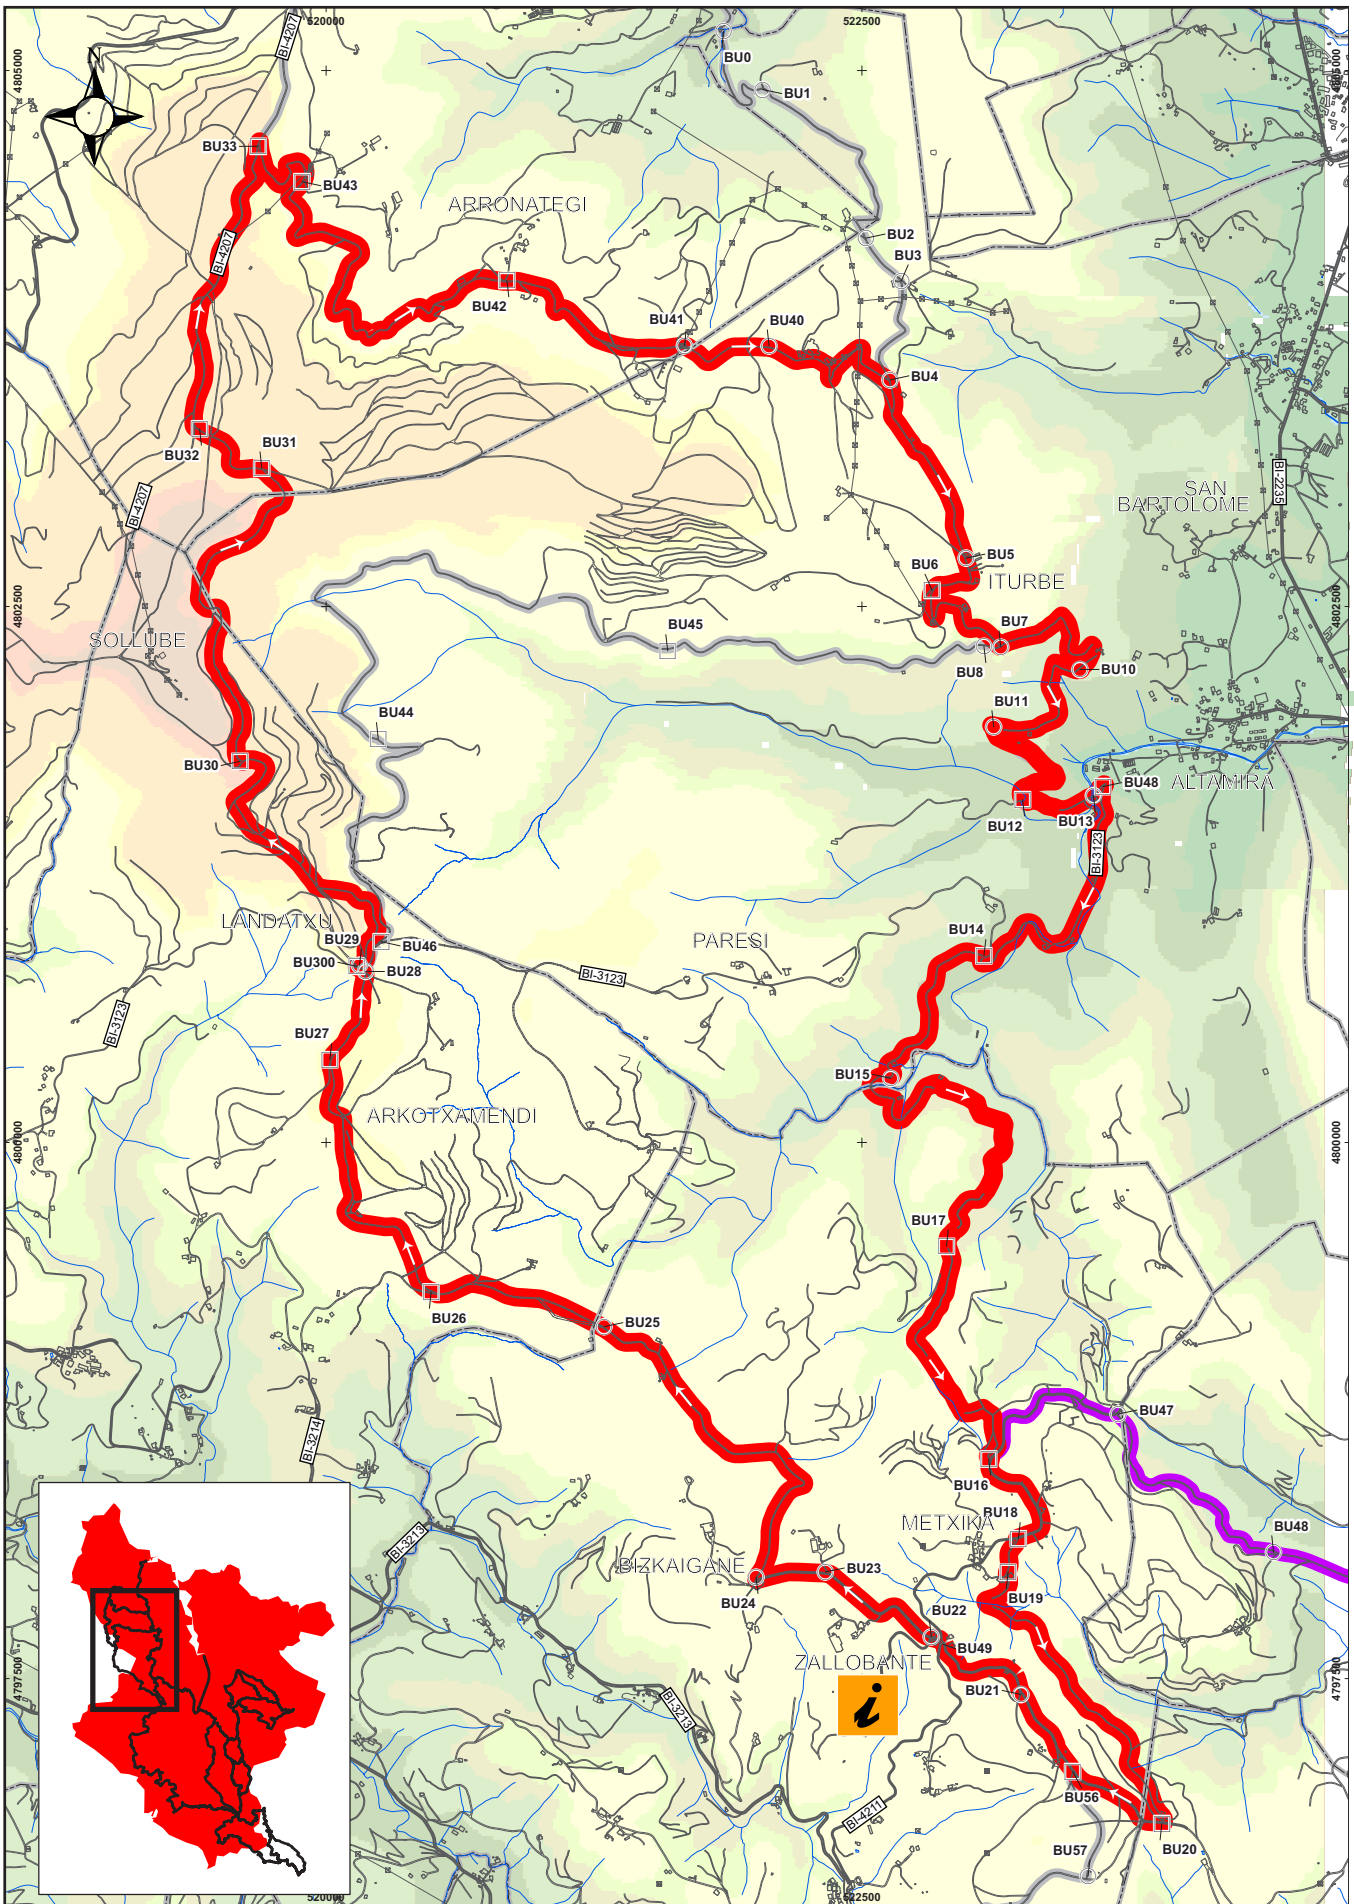 520000
522500
BI-4207
N
4805000
4805000
BU0
BU1
BU33
BU43
ARRONATEGI
BU2
BI-4207
BU3
BU42
BU41
BU40
BU4
BU31
BU32
BI-4207
BI-2235
SAN
BARTOLOME
BU5
BU6
ITURBE
4802500
4802500
SOLLUBE
BU45
BU7
BU8
BU10
BU11
BU44
BU30
BU48
ALTAMIRA
BU12
BU13
BI-3123
LANDATXU
BU29
BU46
PARESI
BU14
BU300
BU28
BI-3123
BI-3123
BU27
BU15
ARKOTXAMENDI
4800000
4800000
BU17
BU26
BU25
BU47
BI-3214
BU16
BU18
METXIKA
BI-3213
BU48
BIZKAIGANE
BU23
BU24
BU19
BU22
BU49
ZALLOBANTE
4797500
4797500
BU21
i
BI-3213
BU56
BI-4211
BU57
BU20
520000
522500